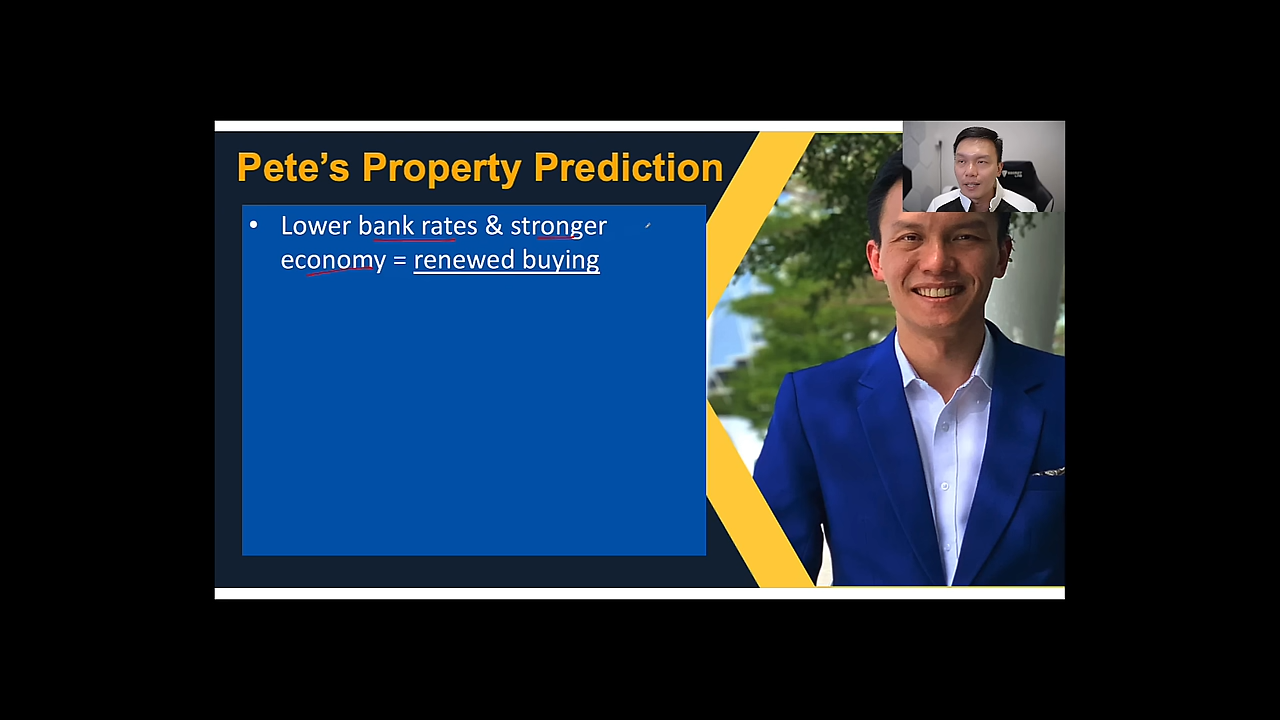 Pete’s Property Prediction
• Lower bank rates & stronger
economy = renewed buying